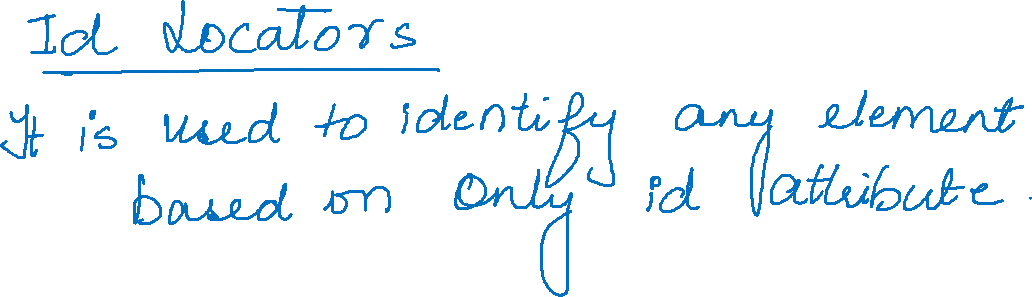 Id Locators
It is used to identify any element
based on only id attribute.